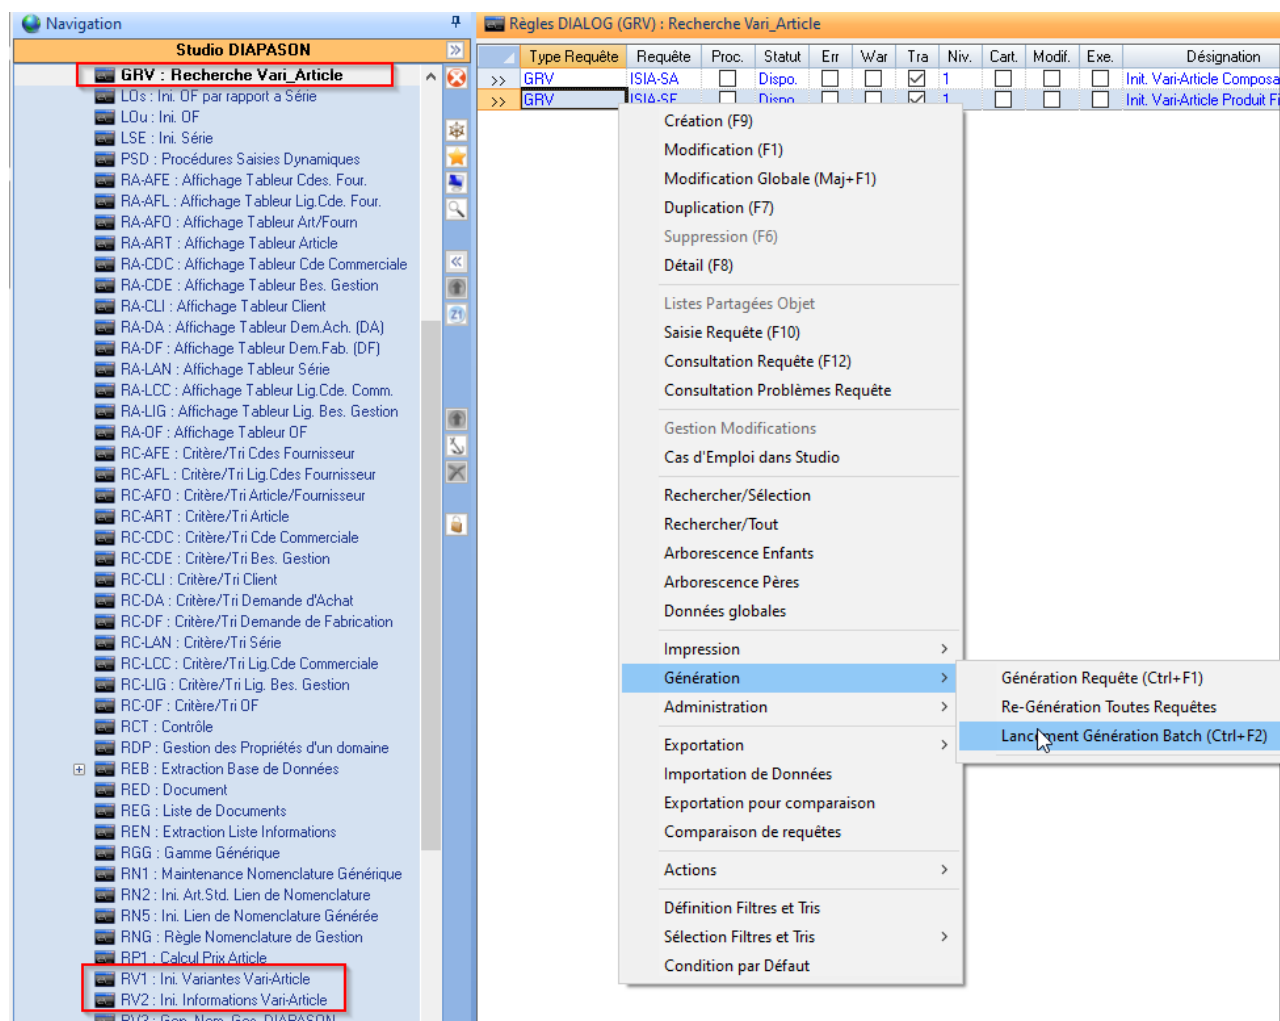 Navigation
Studio DIAPASON
GRV : Recherche Vari_Article
LOs : Ini. OF par rapport a Série
LOu : Ini. OF
LSE : Ini. Série
PSD : Procédures Saisies Dynamiques
RA-AFE : Affichage Tableur Cdes. Four.
RA-AFL : Affichage Tableur Lig.Cde. Four.
RA-AFO : Affichage Tableur Art/Fourn
RA-ART : Affichage Tableur Article
RA-CDC : Affichage Tableur Cde Commerciale
RA-CDE : Affichage Tableur Bes. Gestion
RA-CLI : Affichage Tableur Client
RA-DA : Affichage Tableur Dem.Ach. (DA)
RA-DF : Affichage Tableur Dem.Fab. (DF)
RA-LAN : Affichage Tableur Série
RA-LCC : Affichage Tableur Lig.Cde. Comm.
RA-LIG : Affichage Tableur Lig. Bes. Gestion
RA-OF : Affichage Tableur OF
RC-AFE : Critère/Tri Cdes Fournisseur
RC-AFL : Critère/Tri Lig.Cdes Fournisseur
RC-AFO : Critère/Tri Article/Fournisseur
RC-ART : Critère/Tri Article
RC-CDC : Critère/Tri Cde Commerciale
RC-CDE : Critère/Tri Bes. Gestion
RC-CLI : Critère/Tri Client
RC-DA : Critère/Tri Demande d'Achat
RC-DF : Critère/Tri Demande de Fabrication
RC-LAN : Critère/Tri Série
RC-LCC : Critère/Tri Lig.Cde Commerciale
RC-LIG : Critère/Tri Lig. Bes. Gestion
RC-OF : Critère/Tri OF
RCT : Contrôle
RDP : Gestion des Propriétés d'un domaine
REB : Extraction Base de Données
RED : Document
REG : Liste de Documents
REN : Extraction Liste Informations
RGG : Gamme Générique
RN1 : Maintenance Nomenclature Générique
RN2 : Ini. Art.Std. Lien de Nomenclature
RN5 : Ini. Lien de Nomenclature Générée
RNG : Règle Nomenclature de Gestion
RP1 : Calcul Prix Article
RV1 : Ini. Variantes Vari-Article
RV2 : Ini. Informations Vari-Article
RV3 : Gen. Nom. Ges. DIAPASON
21
Règles DIALOG (GRV) : Recherche Vari_Article
Type Requête Requête Proc. Statut Err War Tra Niv. Cart. Modif. Exe. Désignation
>> GRV ISIA-SA Dispo. 1 Init. Vari-Article Composa
>> GRV ISIA-SF Dispo. 1 Init. Vari-Article Produit Fi
Création (F9)
Modification (F1)
Modification Globale (Maj+F1)
Duplication (F7)
Suppression (F6)
Détail (F8)
Listes Partagées Objet
Saisie Requête (F10)
Consultation Requête (F12)
Consultation Problèmes Requête
Gestion Modifications
Cas d'Emploi dans Studio
Rechercher/Sélection
Rechercher/Tout
Arborescence Enfants
Arborescence Pères
Données globales
Impression
Génération
Administration
Exportation
Importation de Données
Exportation pour comparaison
Comparaison de requêtes
Actions
Définition Filtres et Tris
Sélection Filtres et Tris
Condition par Défaut
Génération Requête (Ctrl+F1)
Re-Génération Toutes Requêtes
Lancement Génération Batch (Ctrl+F2)